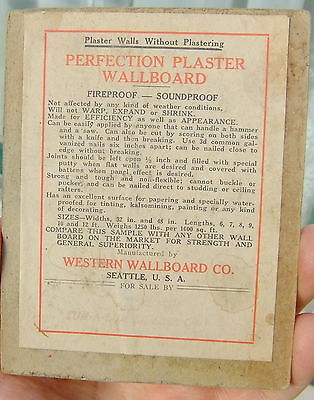 Plaster Walls Without Plastering
PERFECTION PLASTER
WALLBOARD
FIREPROOF — SOUNDPROOF
Not affected by any kind of weather conditions,
Will not WARP, EXPAND or SHRINK.
Made for EFFICIENCY as well as APPEARANCE.
Can be easily applied by anyone that can handle a hammer
and a saw. Can also be cut by scoring on both sides
with a knife and then breaking. Use 3d common gal-
vanized nails six inches apart; can be nailed close to
edge without breaking.
Joints should be left open ½ inch and filled with special
putty when flat walls are desired and covered with
battens when panel effect is desired.
Strong and tough and non-flexible; cannot buckle or
pucker; and can be nailed direct to studding or ceiling
rafters.
Has an excellent surface for papering and specially water-
proofed for tinting, kalsomining, painting or any kind
of decorating.
SIZES—Widths, 32 in. and 48 in. Lengths, 6, 7, 8, 9,
10 and 12 ft. Weighs 1250 lbs. per 1000 sq. ft.
COMPARE THIS SAMPLE WITH ANY OTHER WALL
BOARD ON THE MARKET FOR STRENGTH AND
GENERAL SUPERIORITY.
Manufactured by
WESTERN WALLBOARD CO.
SEATTLE, U. S. A.
FOR SALE BY